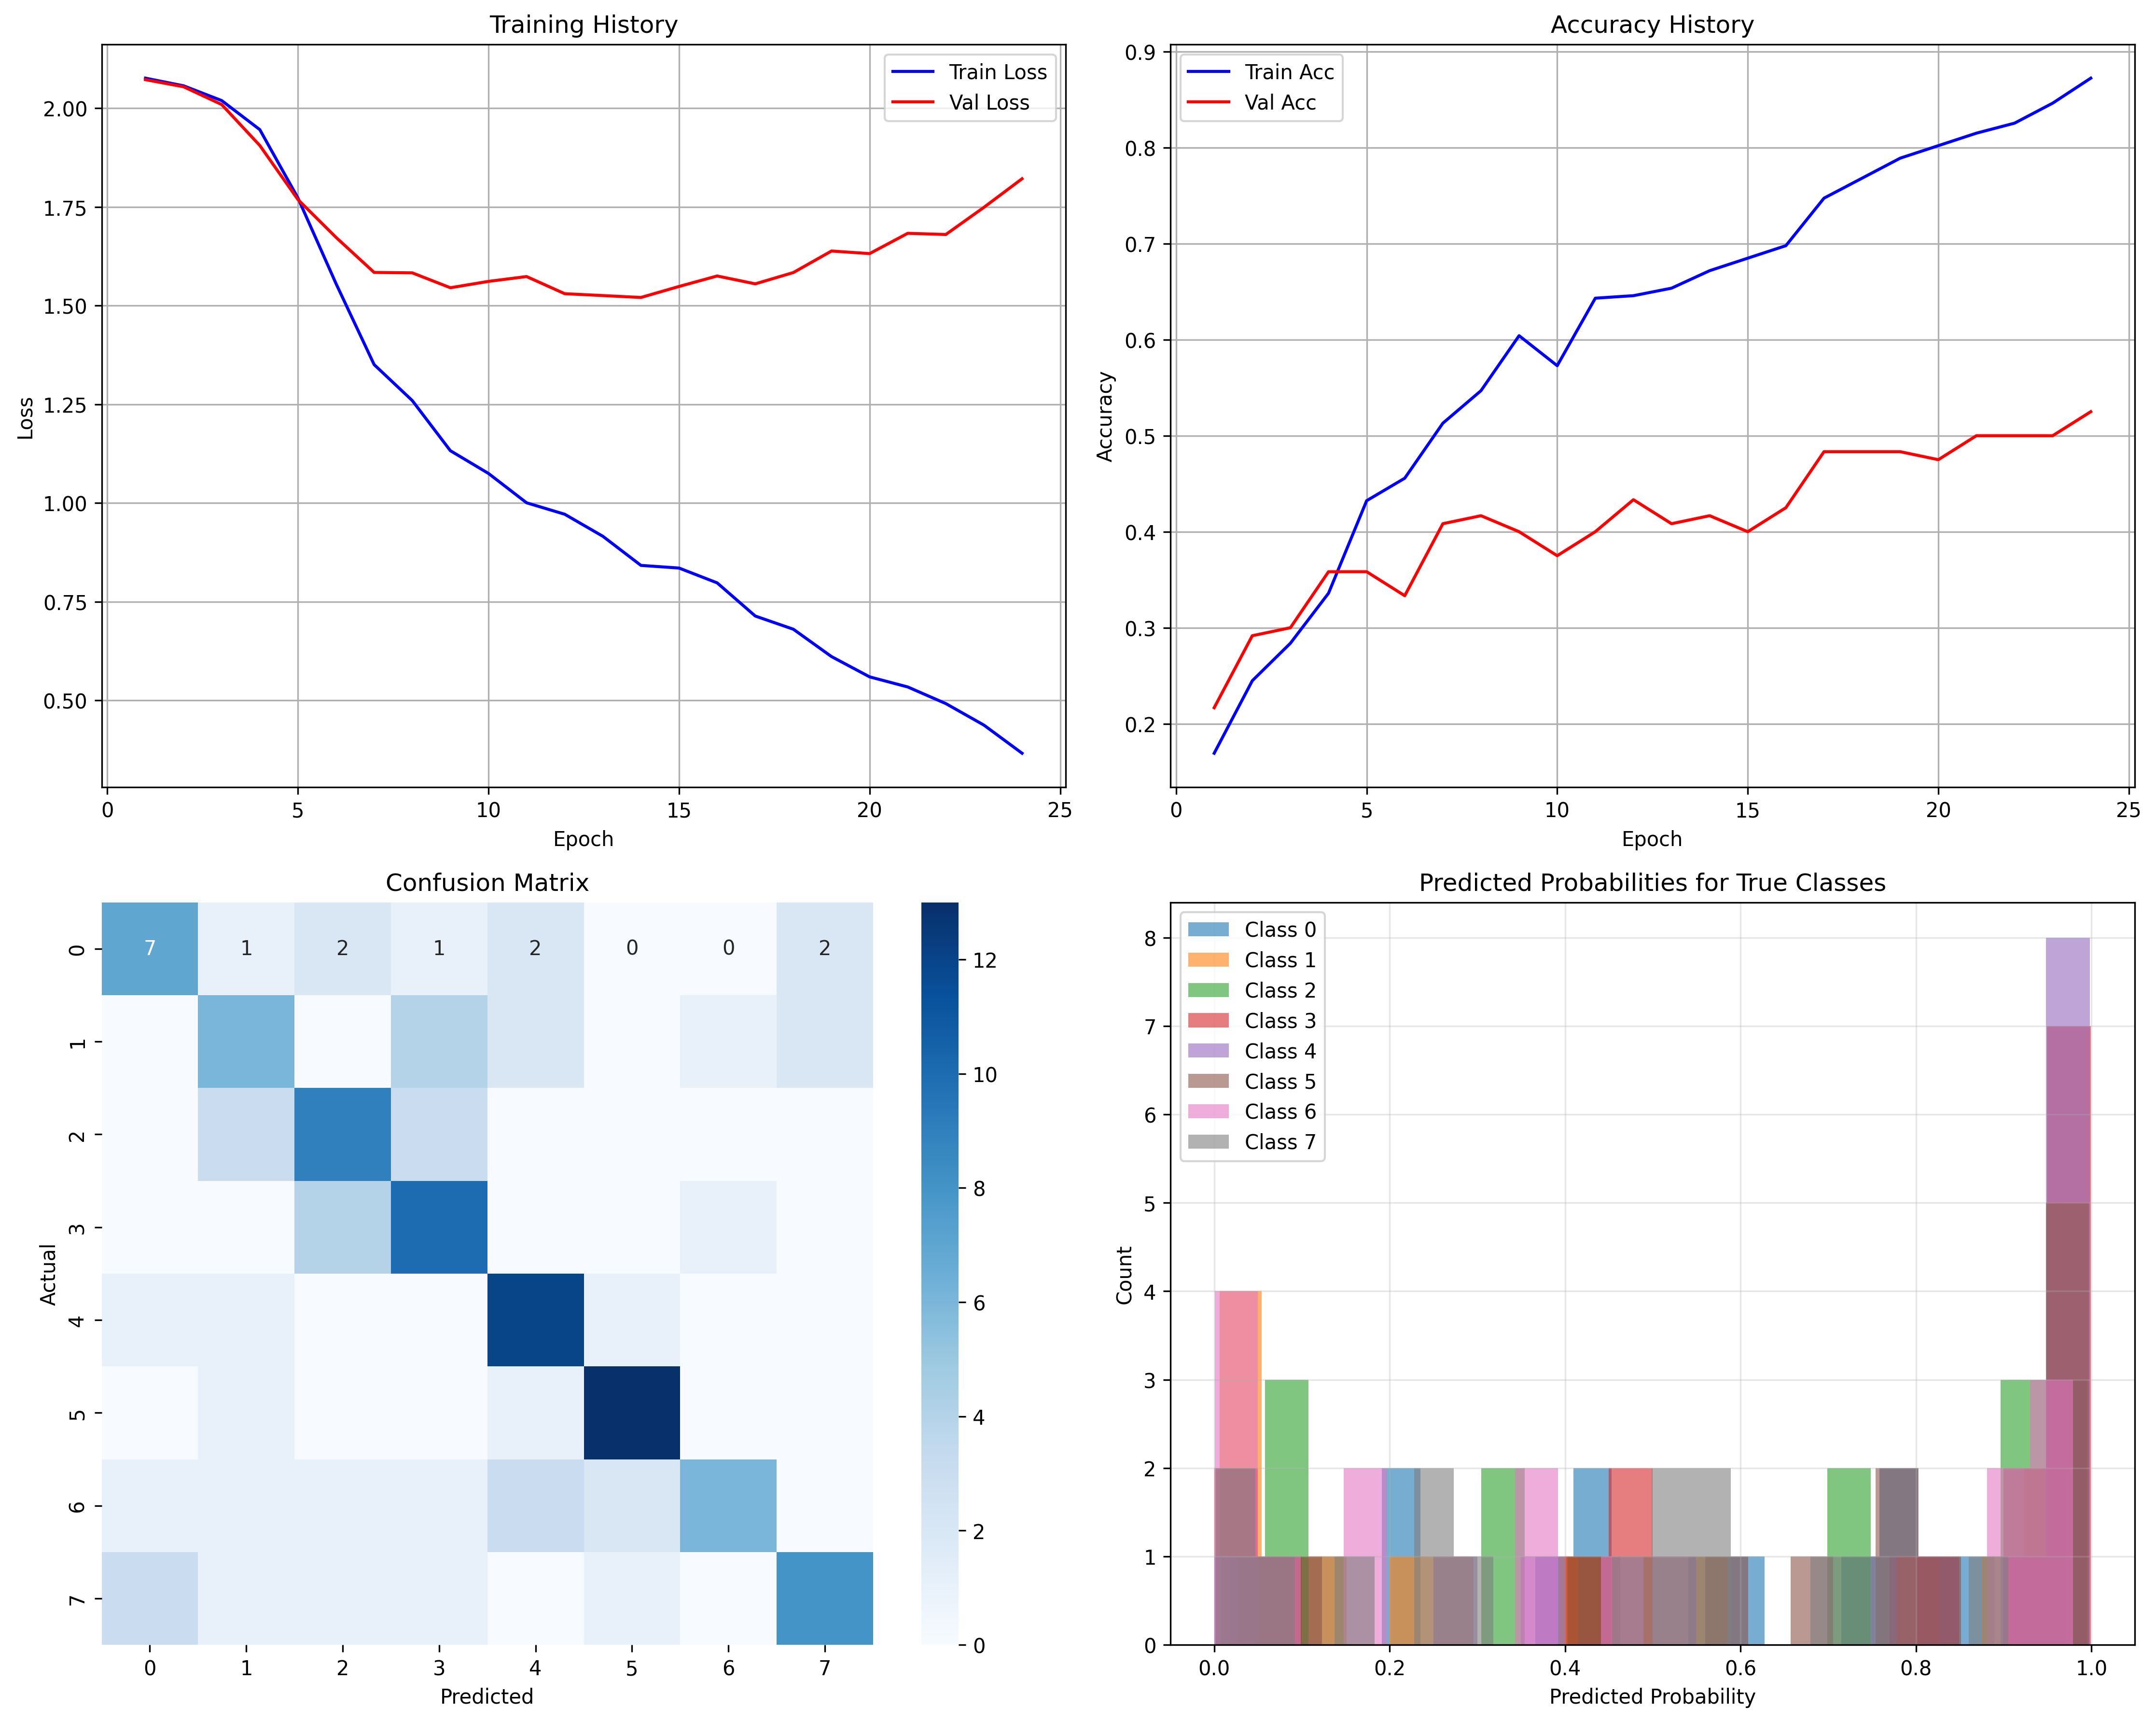 Training History
Train Loss
Val Loss
2.00
1.75
1.50
1.25
1.00
0.75
0.50
Loss
0 5 10 15 20 25
Epoch
Accuracy History
Train Acc
Val Acc
0.9
0.8
0.7
0.6
0.5
0.4
0.3
0.2
Accuracy
0 5 10 15 20 25
Epoch
Confusion Matrix
7 1 2 1 2 0 0 2
0
1
2
3
4
5
6
7
Actual
0 1 2 3 4 5 6 7
Predicted
12
10
8
6
4
2
0
Predicted Probabilities for True Classes
Class 0
Class 1
Class 2
Class 3
Class 4
Class 5
Class 6
Class 7
8
7
6
5
4
3
2
1
0
Count
0.0 0.2 0.4 0.6 0.8 1.0
Predicted Probability